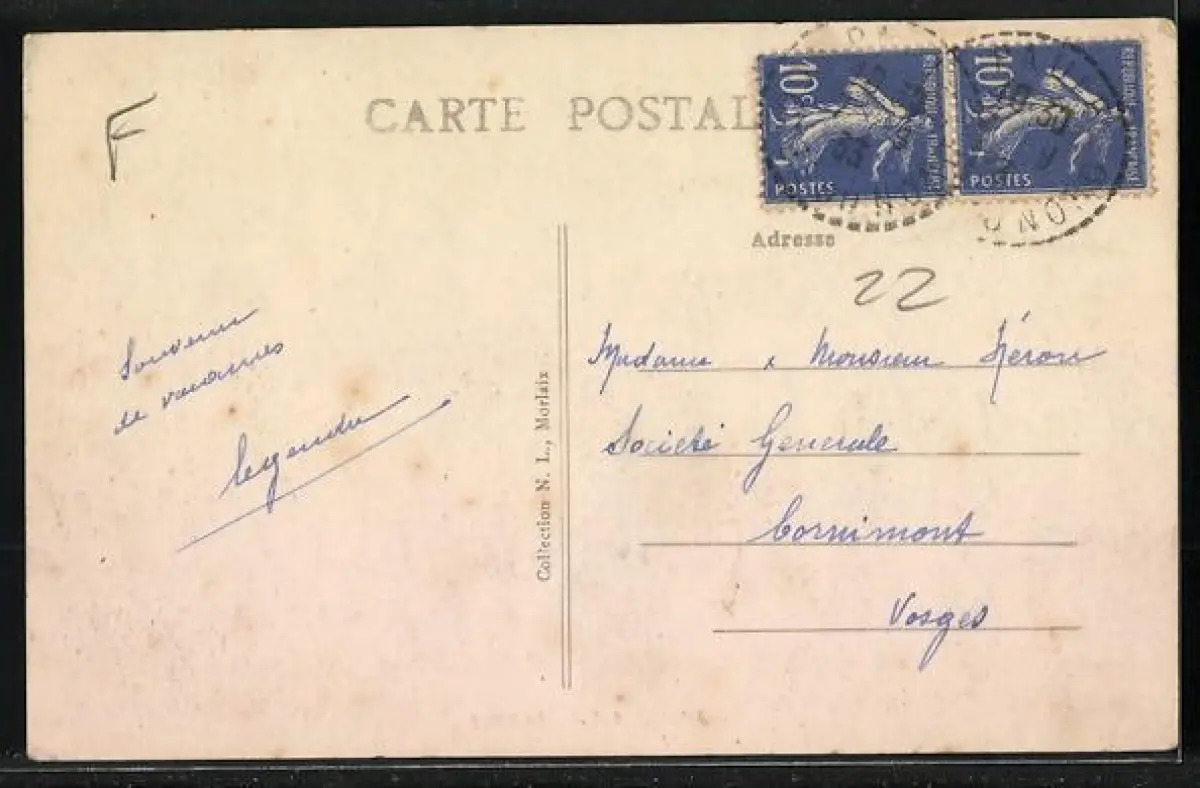 F
CARTE POSTAL
10c
POSTES
10c
POSTES
Adresse
22
Souvenir
de vacances
Legendre
Collection N. L., Morlaix
Madame & Monsieur
Société Generale
Cornimont
Vosges